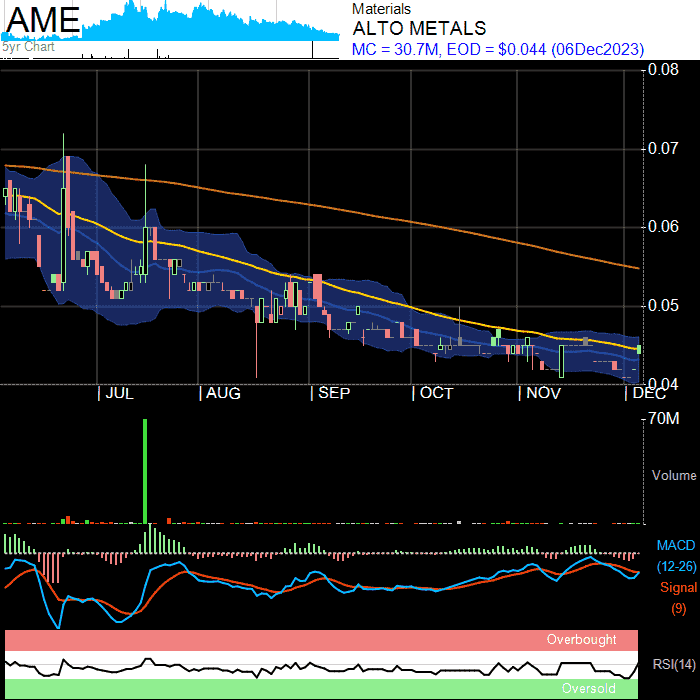 AME
5yr Chart
Materials
ALTO METALS
MC = 30.7M, EOD = $0.044 (06Dec2023)
0.08
0.07
0.06
0.05
0.04
| JUL | AUG | SEP | OCT | NOV | DEC
70M
Volume
MACD
(12-26)
Signal
(9)
Overbought
RSI(14)
Oversold